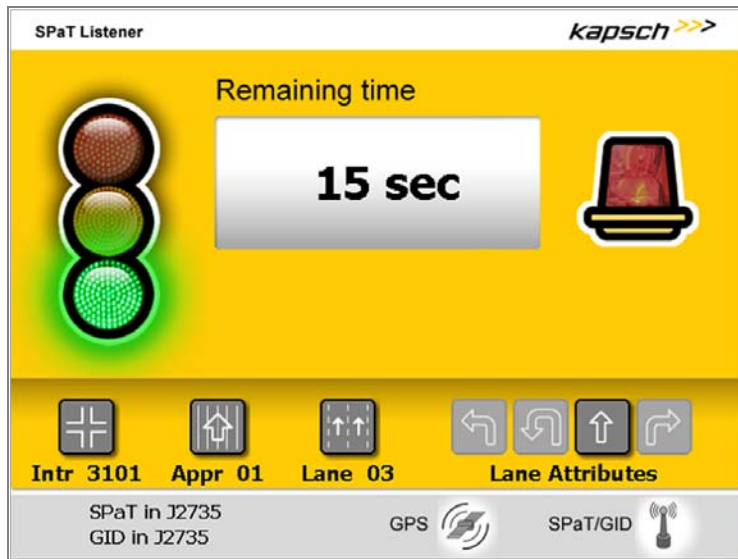 SPaT Listener
kapsch >>>
Remaining time
15 sec
Intr 3101
Appr 01
Lane 03
Lane Attributes
SPaT in J2735
GID in J2735
GPS
SPaT/GID